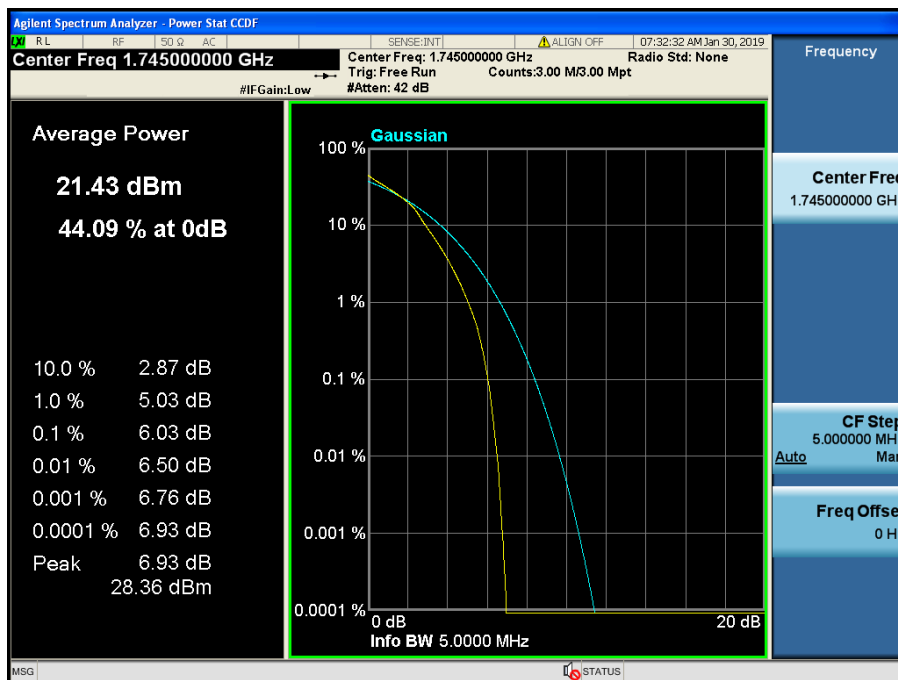 Agilent Spectrum Analyzer - Power Stat CCDF
LXI RL RF 50 Ω AC SENSE:INT ALIGN OFF 07:32:32 AM Jan 30, 2019
Center Freq 1.745000000 GHz
Center Freq: 1.745000000 GHz Radio Std: None
Trig: Free Run Counts:3.00 M/3.00 Mpt
#IFGain:Low #Atten: 42 dB
Frequency
Average Power
21.43 dBm
44.09 % at 0dB
10.0 % 2.87 dB
1.0 % 5.03 dB
0.1 % 6.03 dB
0.01 % 6.50 dB
0.001 % 6.76 dB
0.0001 % 6.93 dB
Peak 6.93 dB
28.36 dBm
Gaussian
100 %
10 %
1 %
0.1 %
0.01 %
0.001 %
0.0001 %
0 dB 20 dB
Info BW 5.0000 MHz
Center Fre
1.745000000 GH
CF Step
5.000000 MH
Auto Ma
Freq Offse
0 H
MSG STATUS